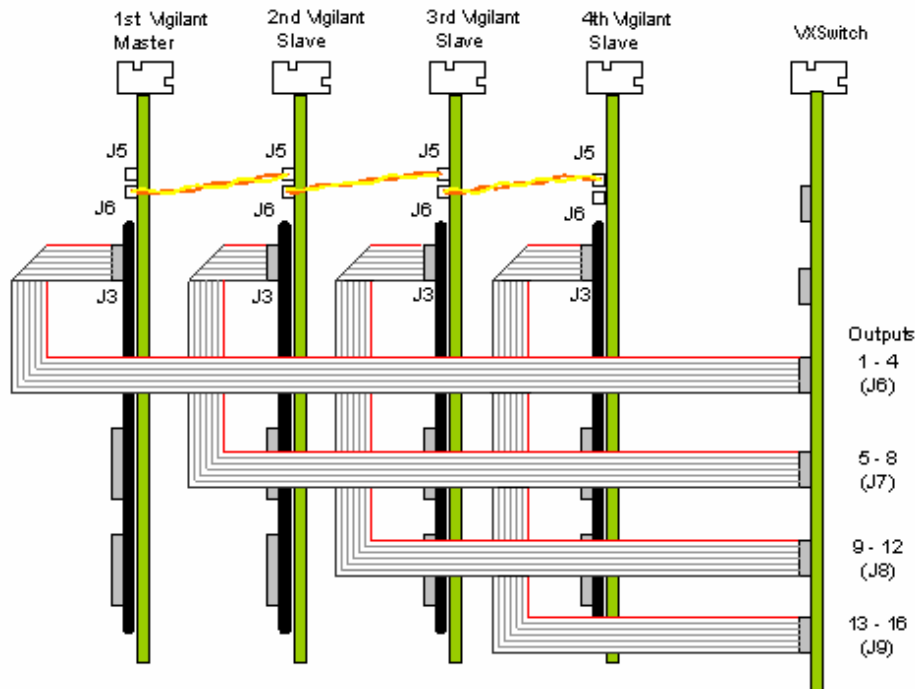 1st Vigilant
Master
2nd Vigilant
Slave
3rd Vigilant
Slave
4th Vigilant
Slave
VXSwitch
J5
J5
J5
J5
J6
J6
J6
J6
J3
J3
J3
J3
Outputs
1 - 4
(J6)
5 - 8
(J7)
9 - 12
(J8)
13 - 16
(J9)